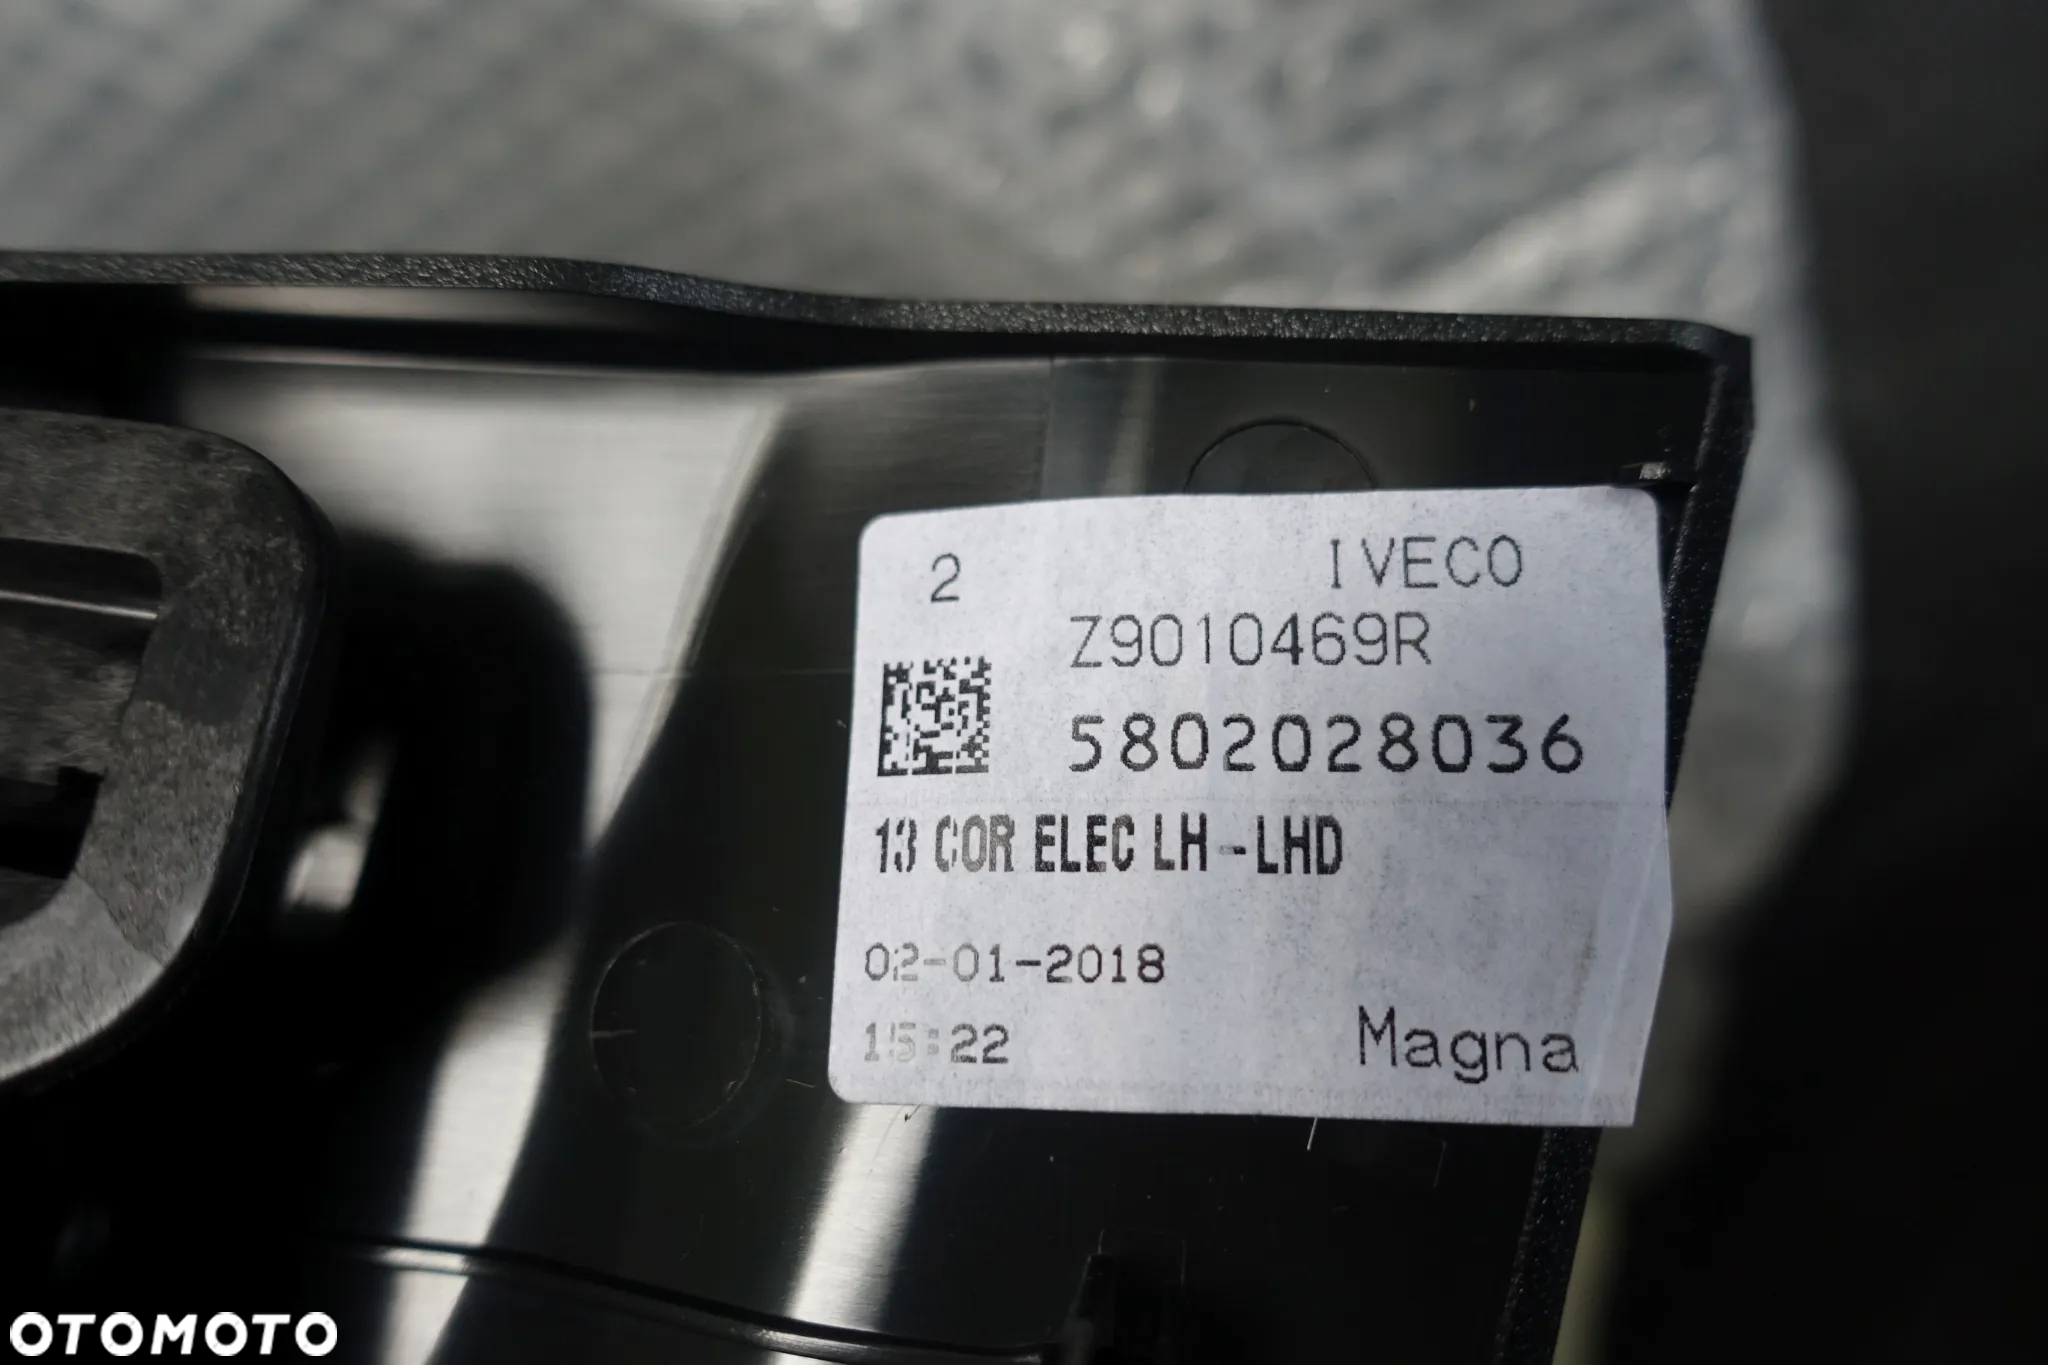 2 IVECO
Z9010469R
5802028036
13 COR ELEC LH-LHD
02-01-2018
15:22 Magna
OTOMOTO